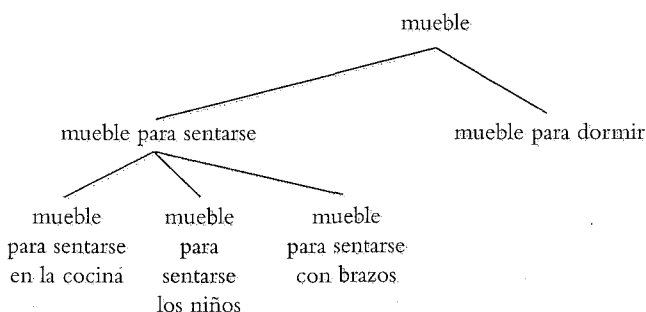 mueble
mueble para sentarse
mueble para dormir
mueble
para sentarse
en la cocina
mueble
para
sentarse
los niños
mueble
para sentarse
con brazos